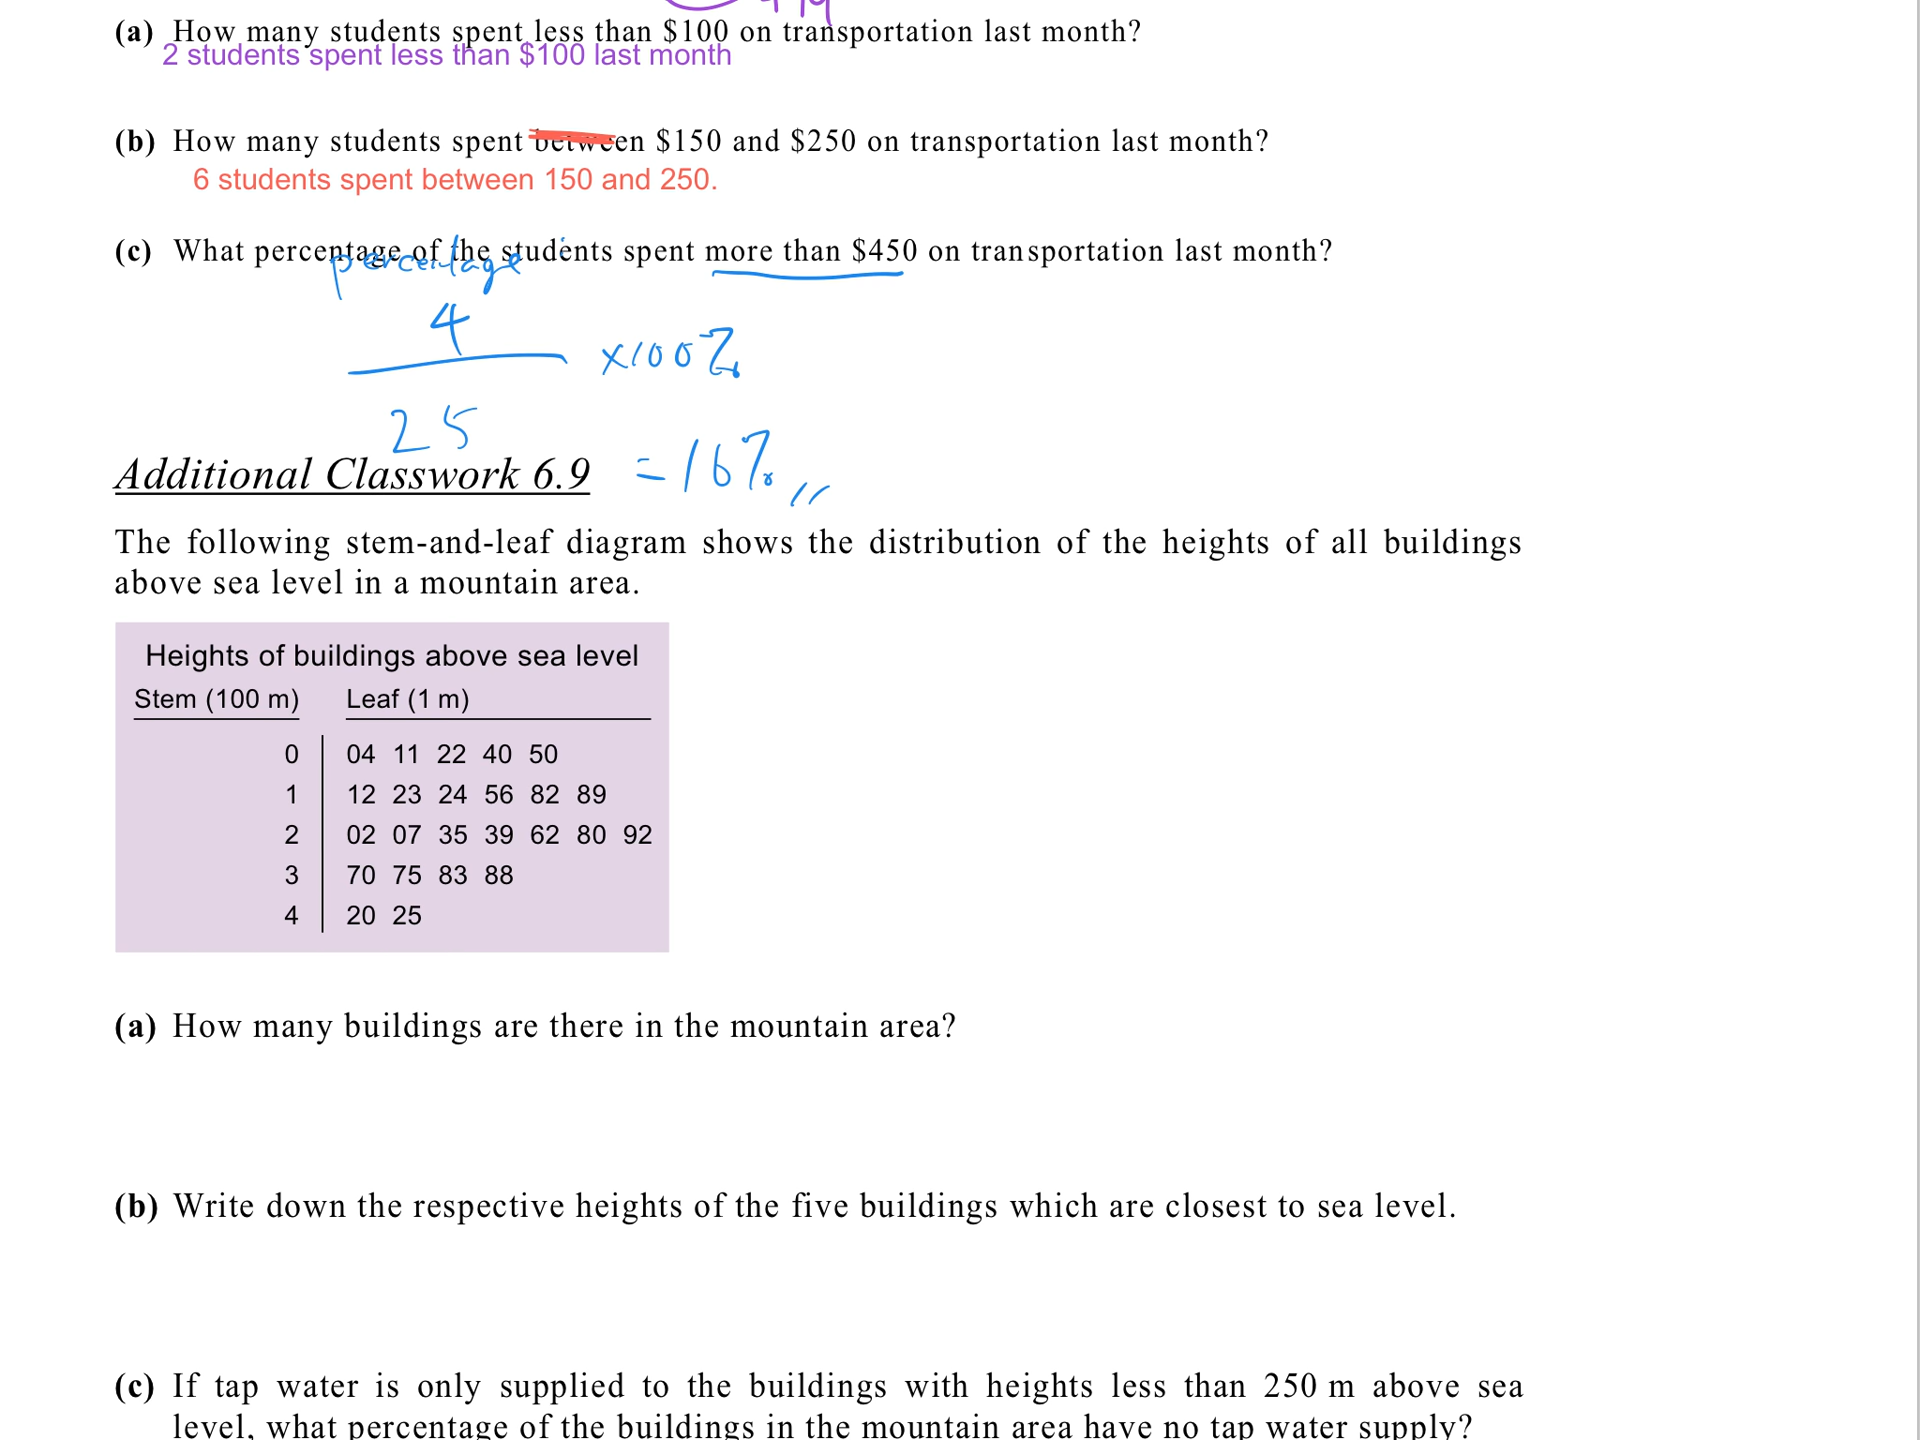 (a) How many students spent less than $100 on transportation last month?
2 students spent less than $100 last month
(b) How many students spent between $150 and $250 on transportation last month?
6 students spent between 150 and 250.
(c) What percentage of the students spent more than $450 on transportation last month?
percentage
4
×100%
25
=16%
Additional Classwork 6.9
The following stem-and-leaf diagram shows the distribution of the heights of all buildings
above sea level in a mountain area.
Heights of buildings above sea level
Stem (100 m) Leaf (1 m)
0 04 11 22 40 50
1 12 23 24 56 82 89
2 02 07 35 39 62 80 92
3 70 75 83 88
4 20 25
(a) How many buildings are there in the mountain area?
(b) Write down the respective heights of the five buildings which are closest to sea level.
(c) If tap water is only supplied to the buildings with heights less than 250 m above sea
level, what percentage of the buildings in the mountain area have no tap water supply?